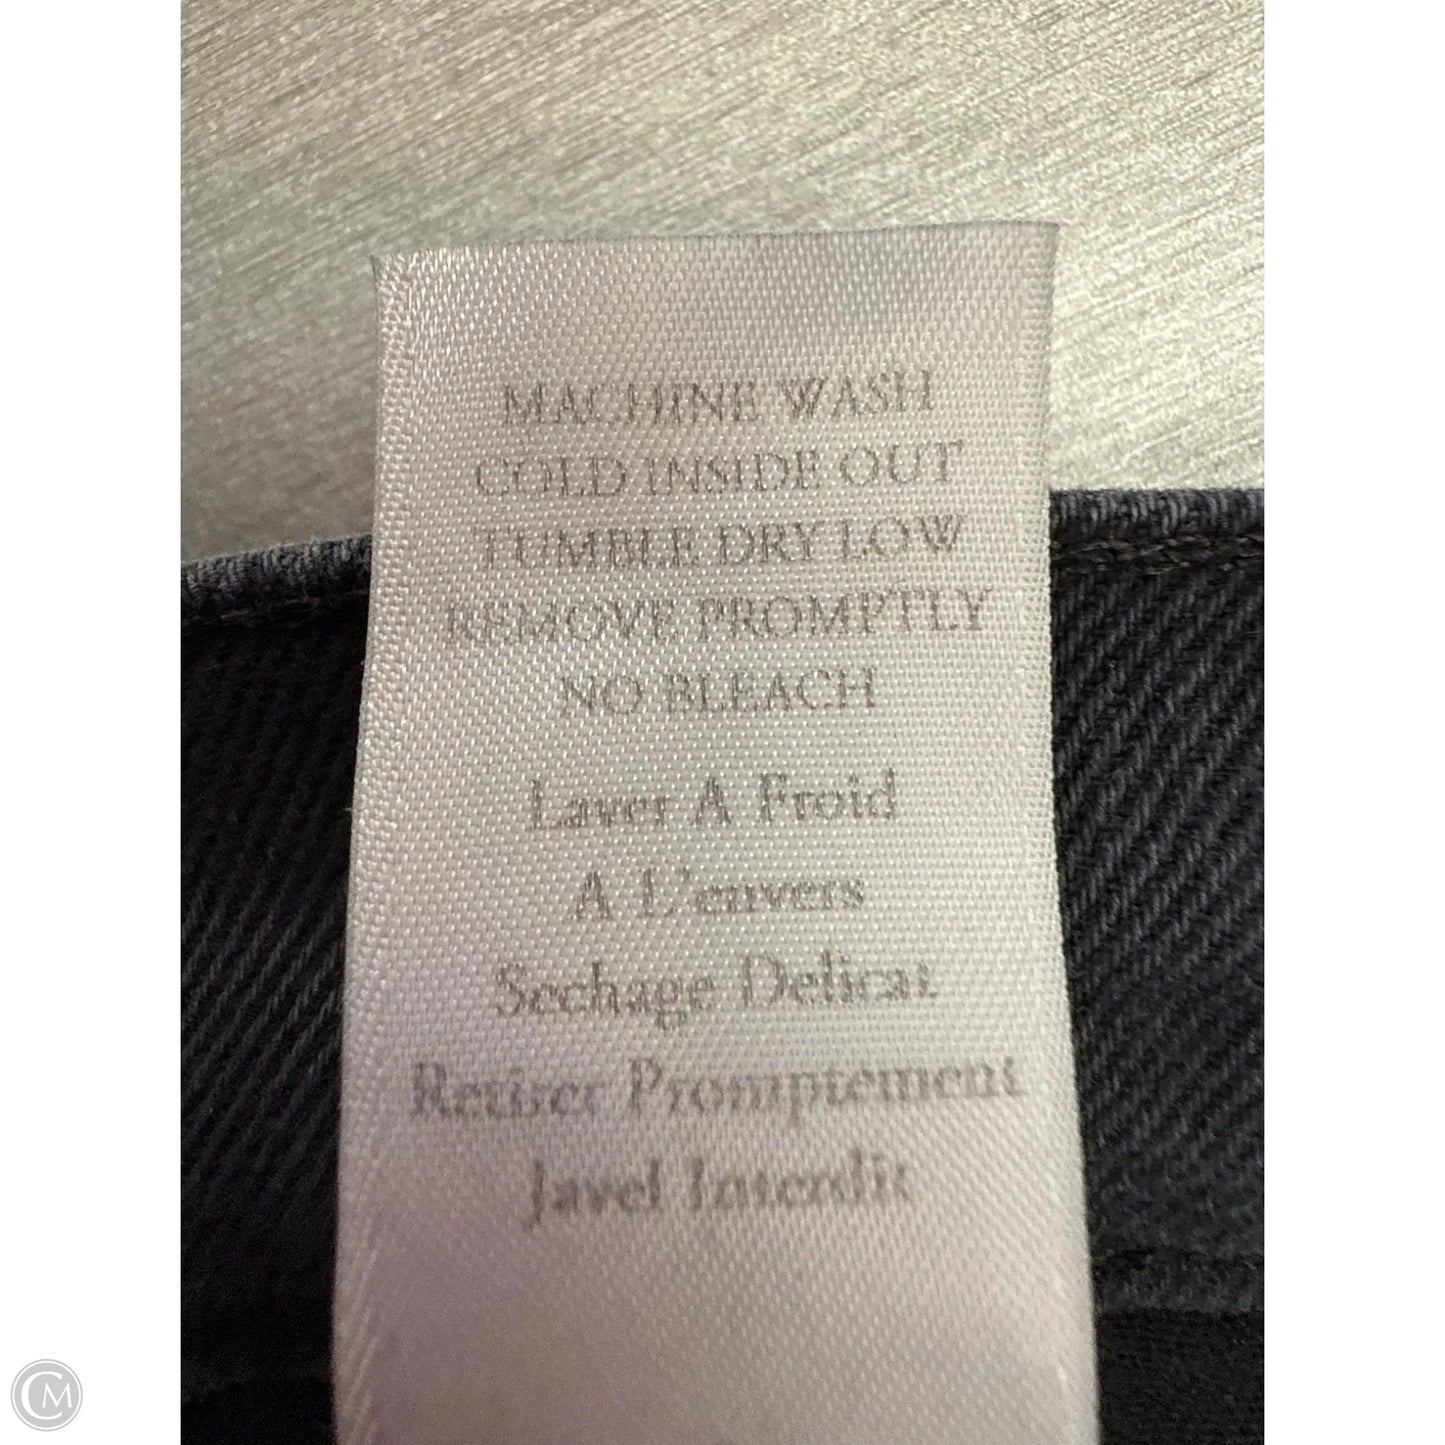 MACHINE WASH
COLD INSIDE OUT
TUMBLE DRY LOW
REMOVE PROMPTLY
NO BLEACH
Laver A Froid
A L'envers
Sechage Delicat
Retirer Promptement
Javel Interdit
CM